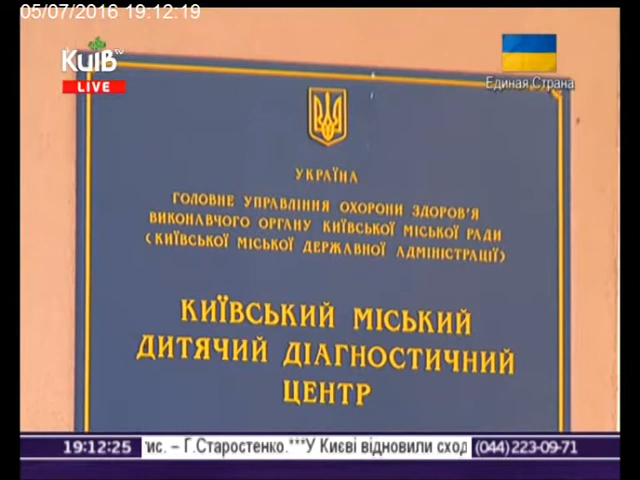 05/07/2016 19:12:19
КиїВ TV
LIVE
Единая Страна
УКРАЇНА
ГОЛОВНЕ УПРАВЛІННЯ ОХОРОНИ ЗДОРОВ'Я
ВИКОНАВЧОГО ОРГАНУ КИЇВСЬКОЇ МІСЬКОЇ РАДИ
(КИЇВСЬКОЇ МІСЬКОЇ ДЕРЖАВНОЇ АДМІНІСТРАЦІЇ)
КИЇВСЬКИЙ МІСЬКИЙ
ДИТЯЧИЙ ДІАГНОСТИЧНИЙ
ЦЕНТР
19:12:25 ис. – Г.Старостенко.***У Києві відновили сход (044) 223-09-71